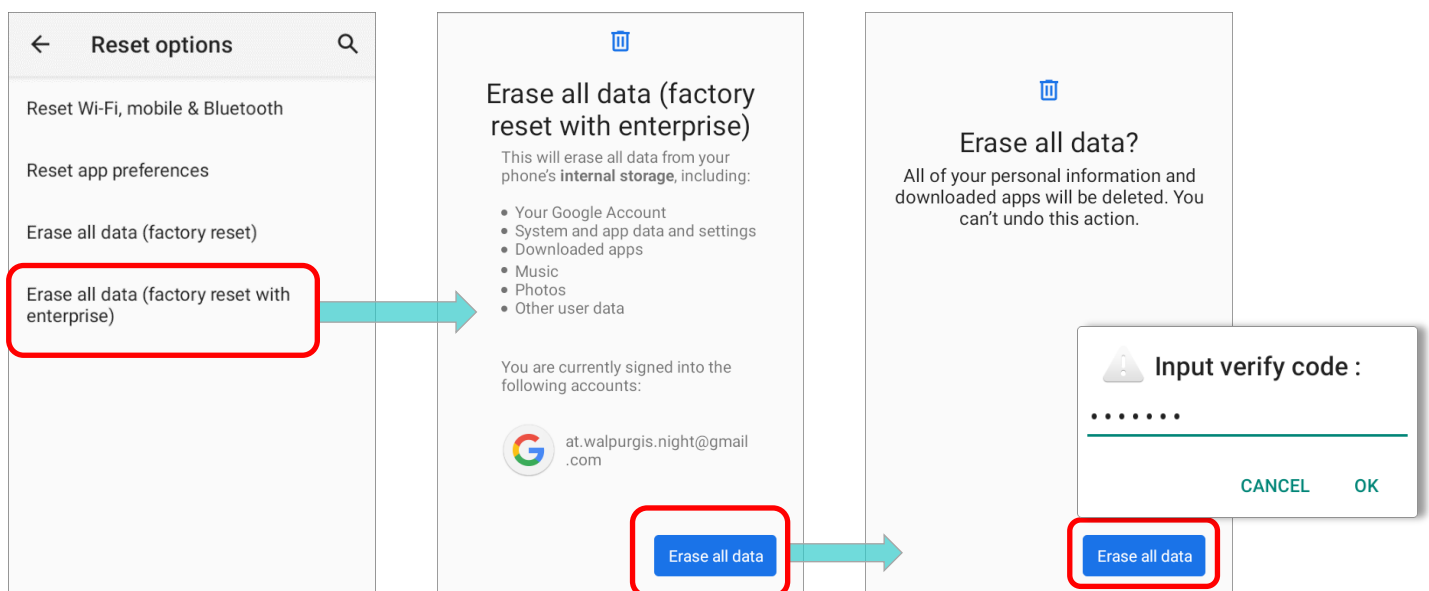 Reset options
Reset Wi-Fi, mobile & Bluetooth
Reset app preferences
Erase all data (factory reset)
Erase all data (factory reset with
enterprise)
Erase all data (factory
reset with enterprise)
This will erase all data from your
phone’s internal storage, including:
• Your Google Account
• System and app data and settings
• Downloaded apps
• Music
• Photos
• Other user data
You are currently signed into the
following accounts:
at.walpurgis.night@gmail
.com
Erase all data
Erase all data?
All of your personal information and
downloaded apps will be deleted. You
can’t undo this action.
Input verify code :
•••••••
CANCEL OK
Erase all data